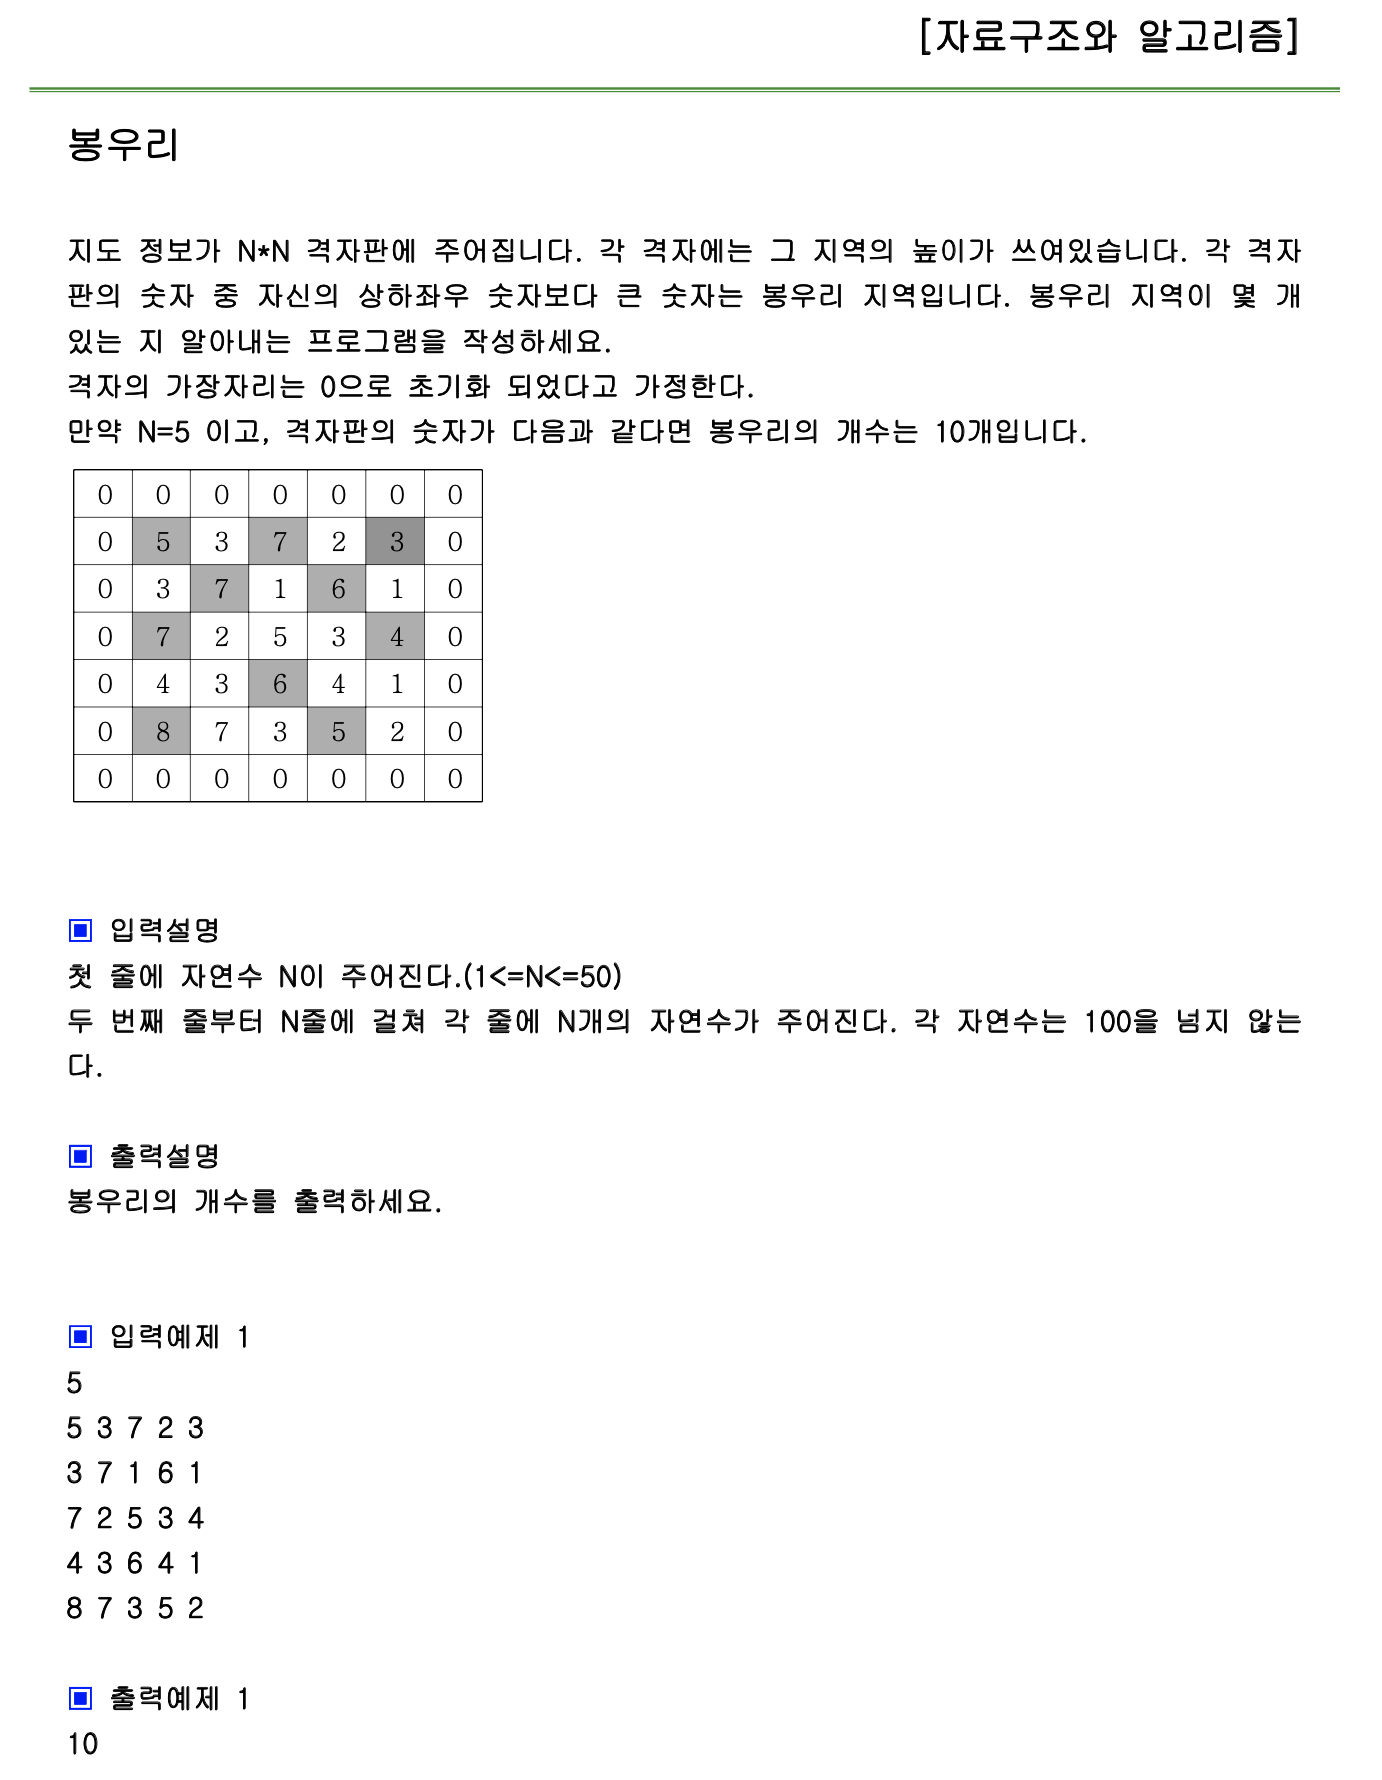 [자료구조와 알고리즘]
봉우리
지도 정보가 N*N 격자판에 주어집니다. 각 격자에는 그 지역의 높이가 쓰여있습니다. 각 격자
판의 숫자 중 자신의 상하좌우 숫자보다 큰 숫자는 봉우리 지역입니다. 봉우리 지역이 몇 개
있는 지 알아내는 프로그램을 작성하세요.
격자의 가장자리는 0으로 초기화 되었다고 가정한다.
만약 N=5 이고, 격자판의 숫자가 다음과 같다면 봉우리의 개수는 10개입니다.
0 0 0 0 0 0 0
0 5 3 7 2 3 0
0 3 7 1 6 1 0
0 7 2 5 3 4 0
0 4 3 6 4 1 0
0 8 7 3 5 2 0
0 0 0 0 0 0 0
▣ 입력설명
첫 줄에 자연수 N이 주어진다.(1<=N<=50)
두 번째 줄부터 N줄에 걸쳐 각 줄에 N개의 자연수가 주어진다. 각 자연수는 100을 넘지 않는
다.
▣ 출력설명
봉우리의 개수를 출력하세요.
▣ 입력예제 1
5
5 3 7 2 3
3 7 1 6 1
7 2 5 3 4
4 3 6 4 1
8 7 3 5 2
▣ 출력예제 1
10